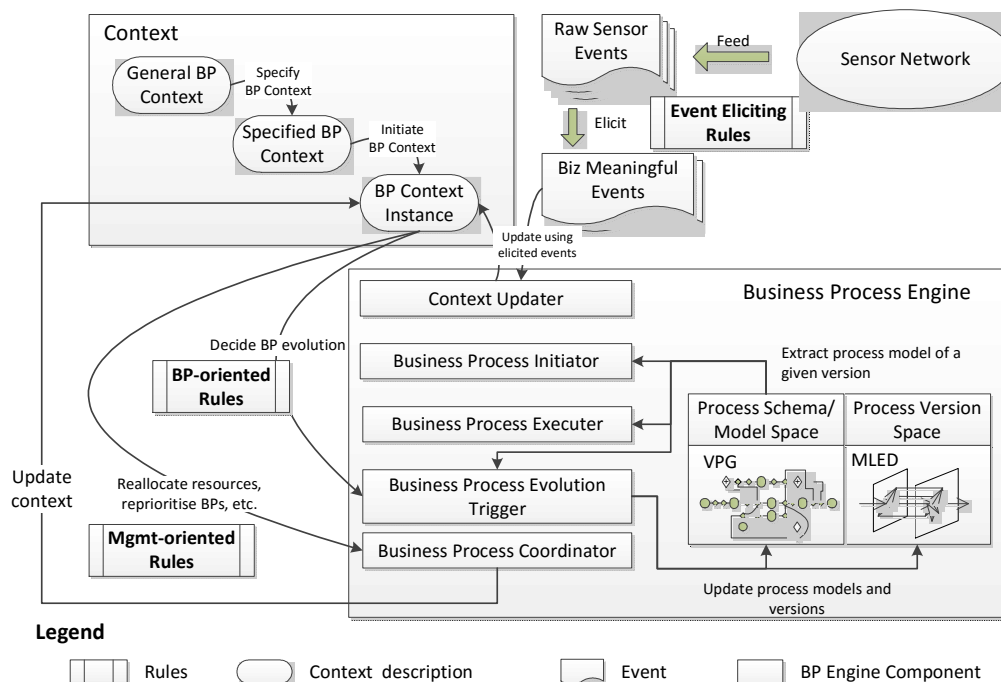 Context
General BP
Context
Specify
BP Context
Specified BP
Context
Initiate
BP Context
BP Context
Instance
Raw Sensor
Events
Feed
Sensor Network
Elicit
Event Eliciting
Rules
Biz Meaningful
Events
Update using
elicited events
Business Process Engine
Context Updater
Business Process Initiator
Business Process Executer
Business Process Evolution
Trigger
Business Process Coordinator
Extract process model of a
given version
Process Schema/
Model Space
Process Version
Space
VPG
MLED
Update process models and
versions
Decide BP evolution
BP-oriented
Rules
Update
context
Reallocate resources,
reprioritise BPs, etc.
Mgmt-oriented
Rules
Legend
Rules
Context description
Event
BP Engine Component